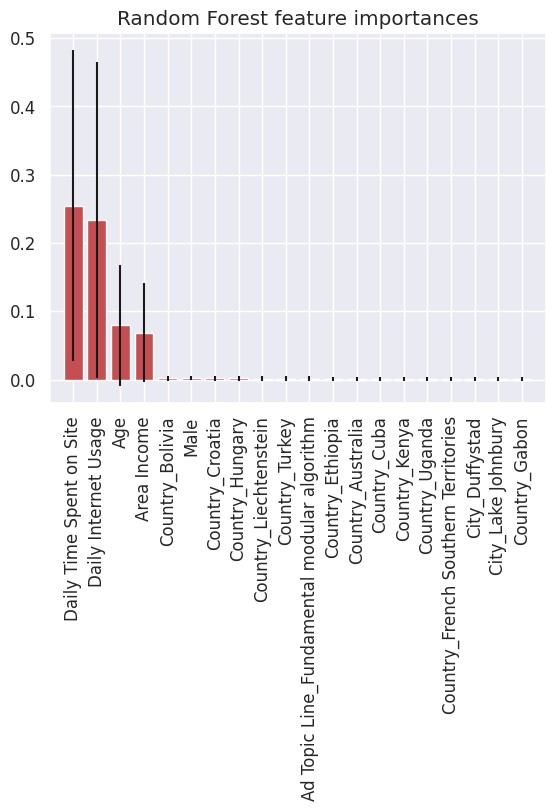 Random Forest feature importances
0.5
0.4
0.3
0.2
0.1
0.0
Daily Time Spent on Site
Daily Internet Usage
Age
Area Income
Country_Bolivia
Male
Country_Croatia
Country_Hungary
Country_Liechtenstein
Country_Turkey
Ad Topic Line_Fundamental modular algorithm
Country_Ethiopia
Country_Australia
Country_Cuba
Country_Kenya
Country_Uganda
Country_French Southern Territories
City_Duffystad
City_Lake Johnbury
Country_Gabon